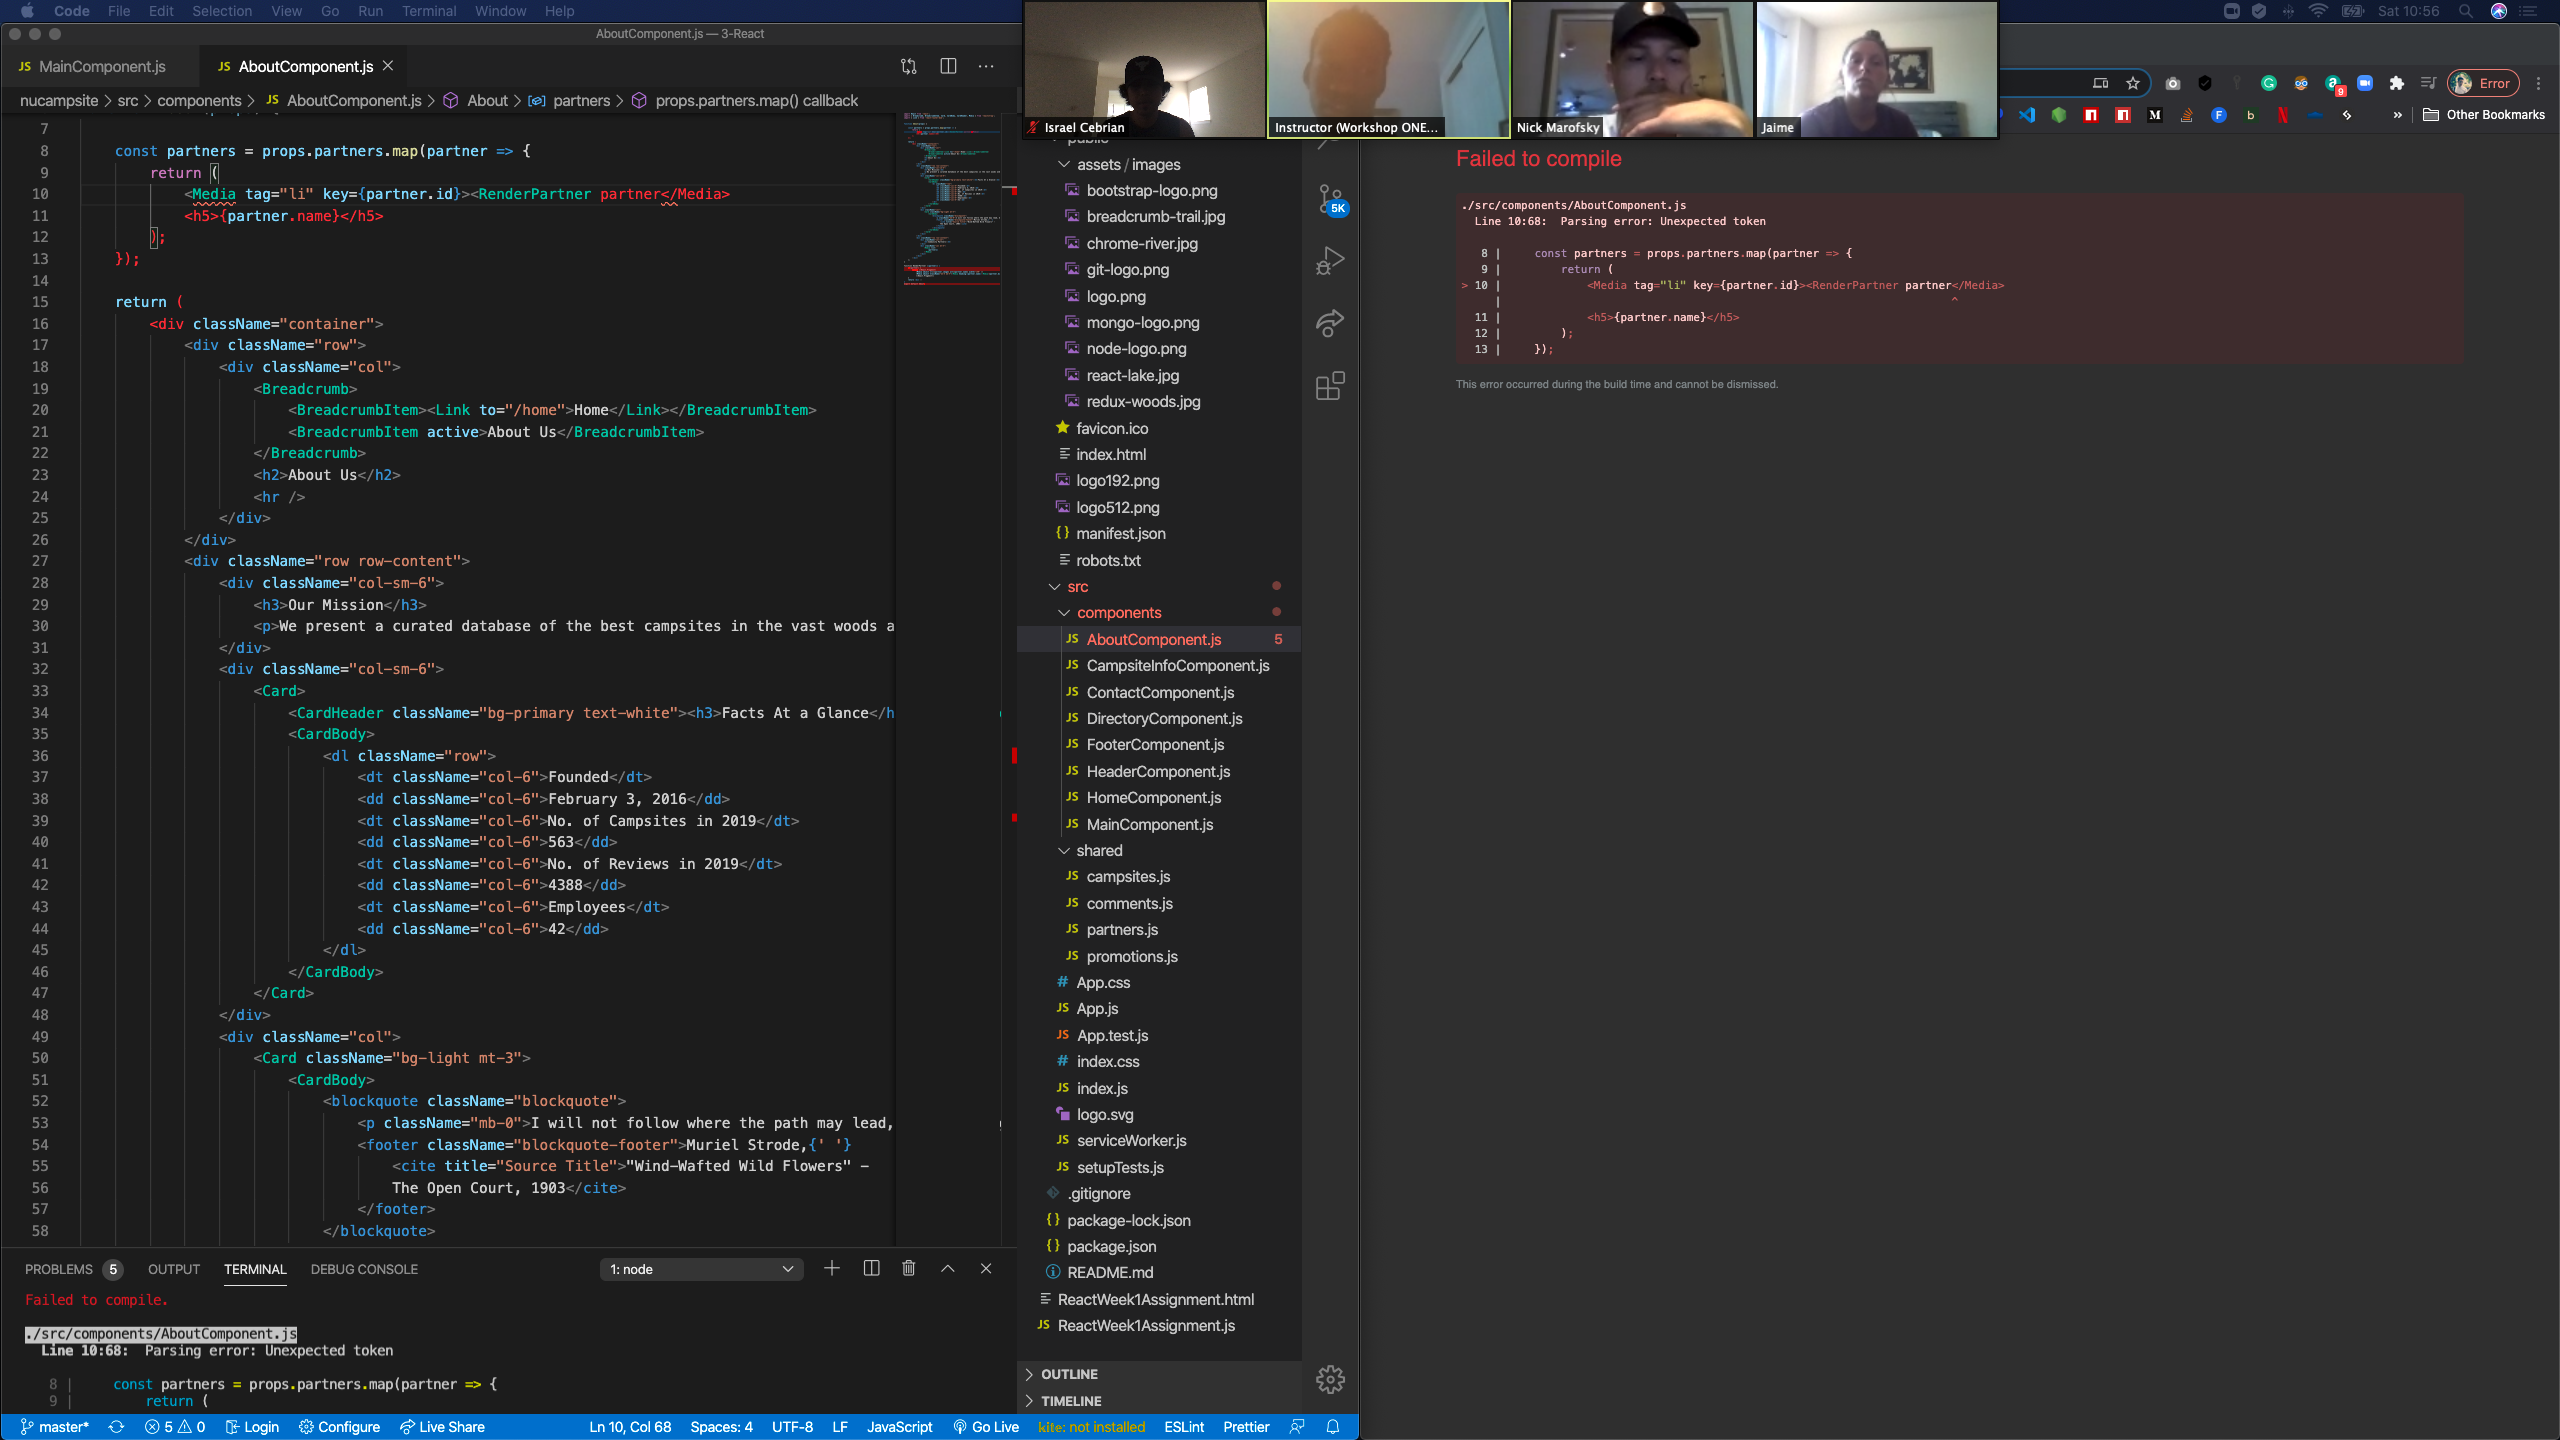 Code File Edit Selection View Go Run Terminal Window Help
Sat 10:56
AboutComponent.js — 3-React
JS MainComponent.js
JS AboutComponent.js
nucampsite > src > components > JS AboutComponent.js > About > partners > props.partners.map() callback
7
8 const partners = props.partners.map(partner => {
9 return (
10 <Media tag="li" key={partner.id}><RenderPartner partner</Media>
11 <h5>{partner.name}</h5>
12 );
13 });
14
15 return (
16 <div className="container">
17 <div className="row">
18 <div className="col">
19 <Breadcrumb>
20 <BreadcrumbItem><Link to="/home">Home</Link></BreadcrumbItem>
21 <BreadcrumbItem active>About Us</BreadcrumbItem>
22 </Breadcrumb>
23 <h2>About Us</h2>
24 <hr />
25 </div>
26 </div>
27 <div className="row row-content">
28 <div className="col-sm-6">
29 <h3>Our Mission</h3>
30 <p>We present a curated database of the best campsites in the vast woods a
31 </div>
32 <div className="col-sm-6">
33 <Card>
34 <CardHeader className="bg-primary text-white"><h3>Facts At a Glance</h
35 <CardBody>
36 <dl className="row">
37 <dt className="col-6">Founded</dt>
38 <dd className="col-6">February 3, 2016</dd>
39 <dt className="col-6">No. of Campsites in 2019</dt>
40 <dd className="col-6">563</dd>
41 <dt className="col-6">No. of Reviews in 2019</dt>
42 <dd className="col-6">4388</dd>
43 <dt className="col-6">Employees</dt>
44 <dd className="col-6">42</dd>
45 </dl>
46 </CardBody>
47 </Card>
48 </div>
49 <div className="col">
50 <Card className="bg-light mt-3">
51 <CardBody>
52 <blockquote className="blockquote">
53 <p className="mb-0">I will not follow where the path may lead,
54 <footer className="blockquote-footer">Muriel Strode,{' '}
55 <cite title="Source Title">"Wind-Wafted Wild Flowers" -
56 The Open Court, 1903</cite>
57 </footer>
58 </blockquote>
PROBLEMS 5 OUTPUT TERMINAL DEBUG CONSOLE 1: node
Failed to compile.
./src/components/AboutComponent.js
Line 10:68: Parsing error: Unexpected token
8 | const partners = props.partners.map(partner => {
9 | return (
master* 5 0 Login Configure Live Share Ln 10, Col 68 Spaces: 4 UTF-8 LF JavaScript Go Live kite: not installed ESLint Prettier
Israel Cebrian
Instructor (Workshop ONE...
Nick Marofsky
Jaime
public
assets / images
bootstrap-logo.png
breadcrumb-trail.jpg
chrome-river.jpg
git-logo.png
logo.png
mongo-logo.png
node-logo.png
react-lake.jpg
redux-woods.jpg
favicon.ico
index.html
logo192.png
logo512.png
{} manifest.json
robots.txt
src
components
JS AboutComponent.js 5
JS CampsiteInfoComponent.js
JS ContactComponent.js
JS DirectoryComponent.js
JS FooterComponent.js
JS HeaderComponent.js
JS HomeComponent.js
JS MainComponent.js
shared
JS campsites.js
JS comments.js
JS partners.js
JS promotions.js
# App.css
JS App.js
JS App.test.js
# index.css
JS index.js
logo.svg
JS serviceWorker.js
JS setupTests.js
.gitignore
{} package-lock.json
{} package.json
README.md
ReactWeek1Assignment.html
JS ReactWeek1Assignment.js
OUTLINE
TIMELINE
5K
9
Error
M F b N
» Other Bookmarks
Failed to compile
./src/components/AboutComponent.js
Line 10:68: Parsing error: Unexpected token
8 | const partners = props.partners.map(partner => {
9 | return (
> 10 | <Media tag="li" key={partner.id}><RenderPartner partner</Media>
| ^
11 | <h5>{partner.name}</h5>
12 | );
13 | });
This error occurred during the build time and cannot be dismissed.